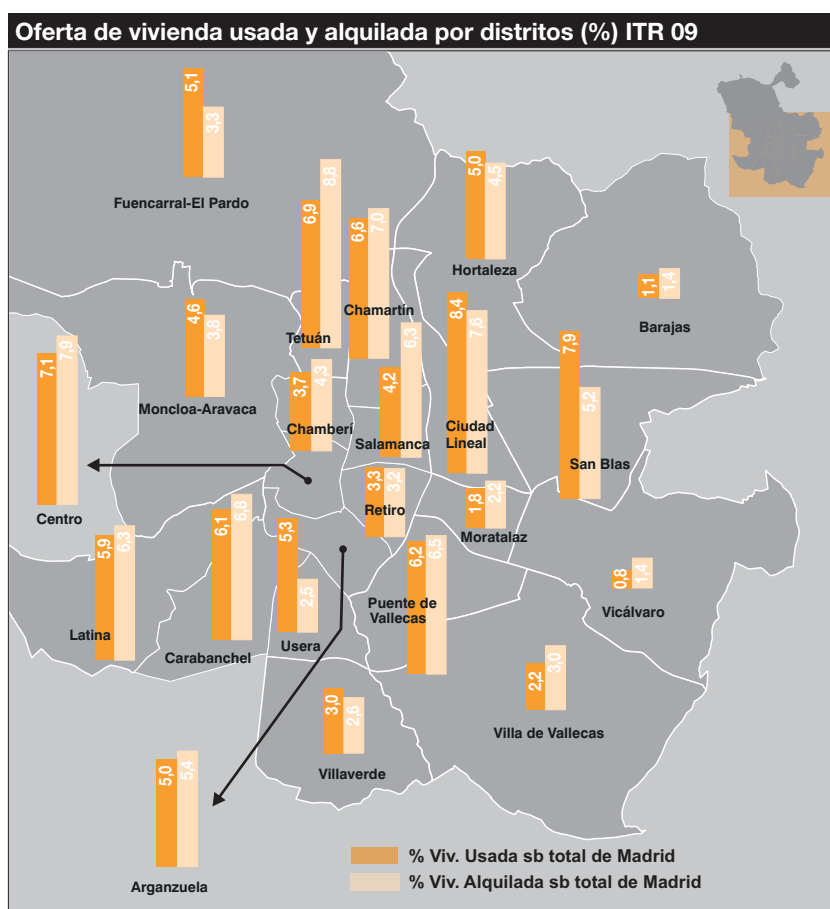 Oferta de vivienda usada y alquilada por distritos (%) ITR 09
5,1
3,3
Fuencarral-El Pardo
6,9
8,8
Tetuán
6,6
7,0
Chamartín
5,0
4,5
Hortaleza
1,1
1,4
Barajas
4,6
3,8
Moncloa-Aravaca
7,1
7,9
Centro
3,7
4,3
Chamberí
4,2
6,3
Salamanca
8,4
7,6
Ciudad
Lineal
7,9
5,2
San Blas
3,3
3,2
Retiro
1,8
2,2
Moratalaz
5,9
6,3
Latina
6,1
6,8
Carabanchel
5,3
2,5
Usera
6,2
6,5
Puente de
Vallecas
0,8
1,4
Vicálvaro
2,2
3,0
Villa de Vallecas
3,0
2,6
Villaverde
5,0
5,4
Arganzuela
% Viv. Usada sb total de Madrid
% Viv. Alquilada sb total de Madrid